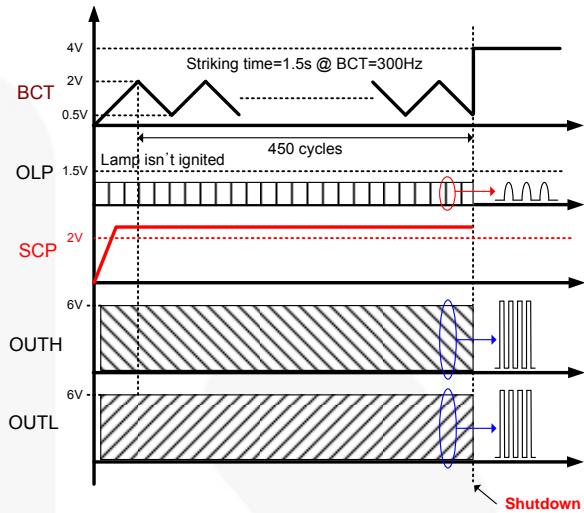 4V
Striking time=1.5s @ BCT=300Hz
2V
BCT
0.5V
450 cycles
Lamp isn't ignited
OLP
1.5V
SCP
2V
6V
OUTH
6V
OUTL
Shutdown